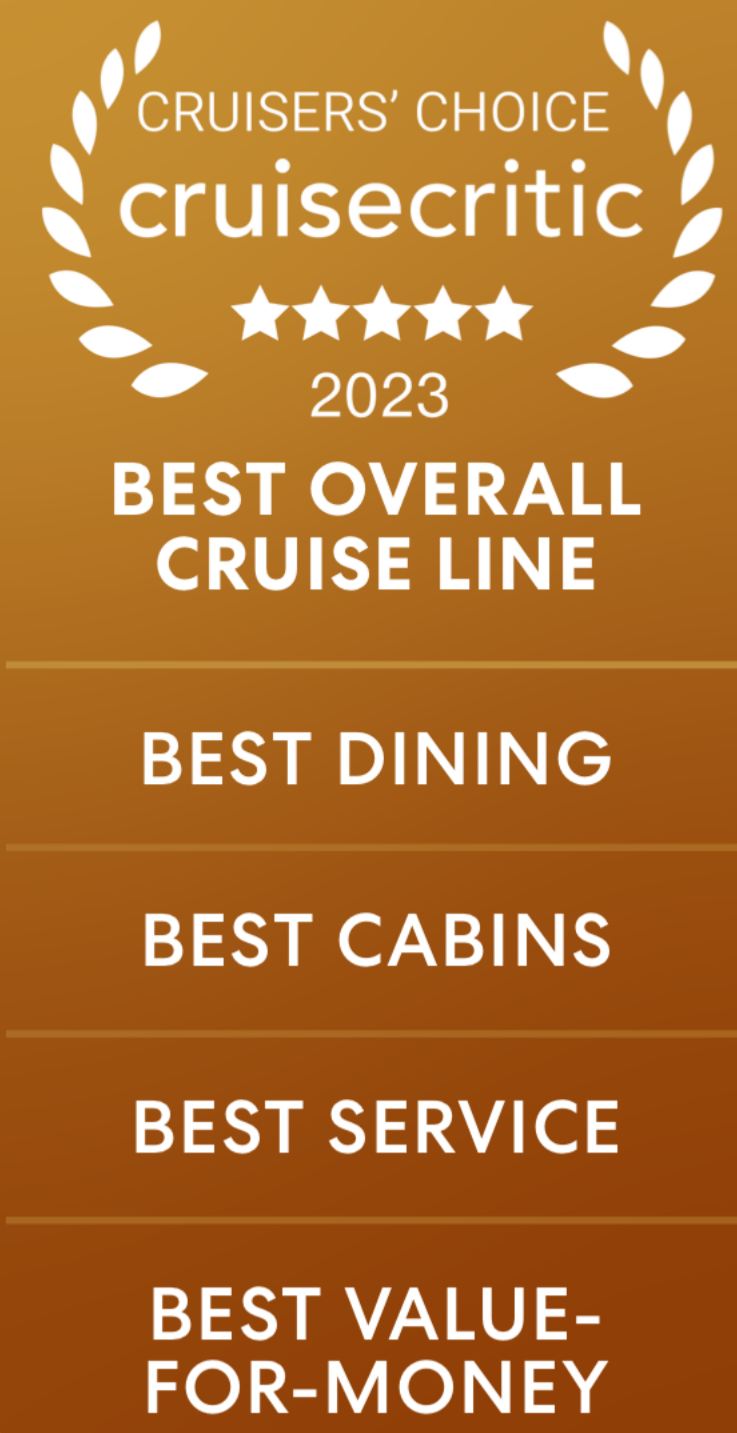 CRUISERS’ CHOICE
cruisecritic
2023
BEST OVERALL
CRUISE LINE
BEST DINING
BEST CABINS
BEST SERVICE
BEST VALUE-
FOR-MONEY